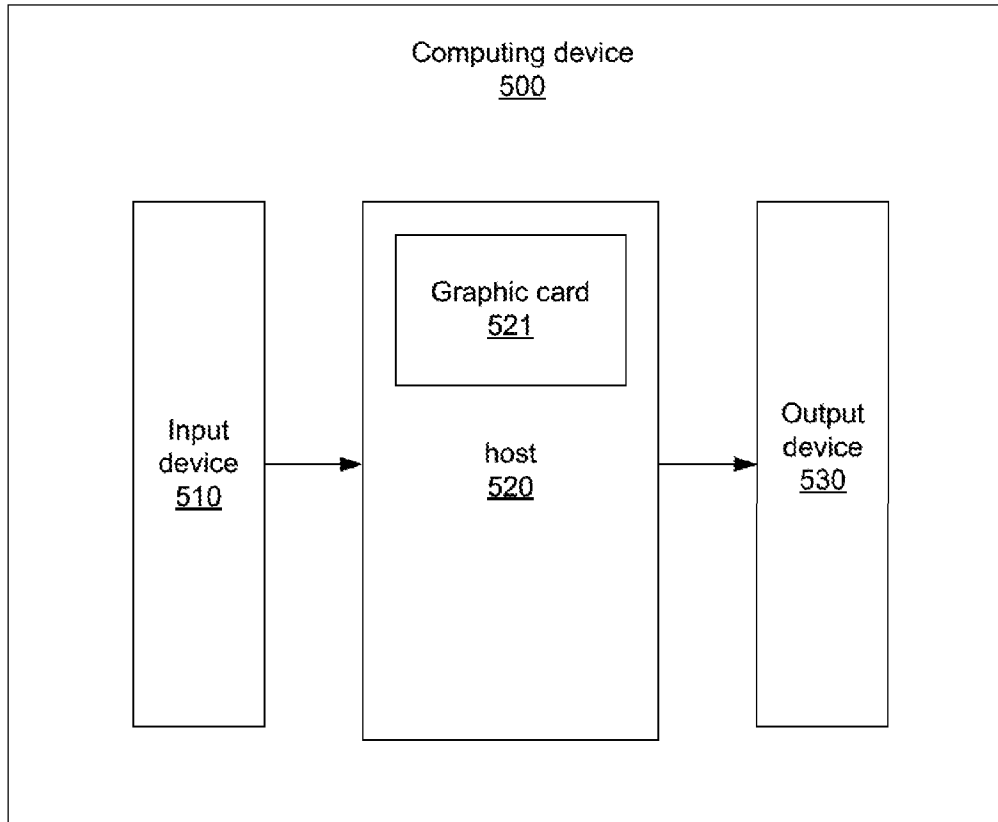 Computing device
500
Graphic card
521
Input
device
510
host
520
Output
device
530